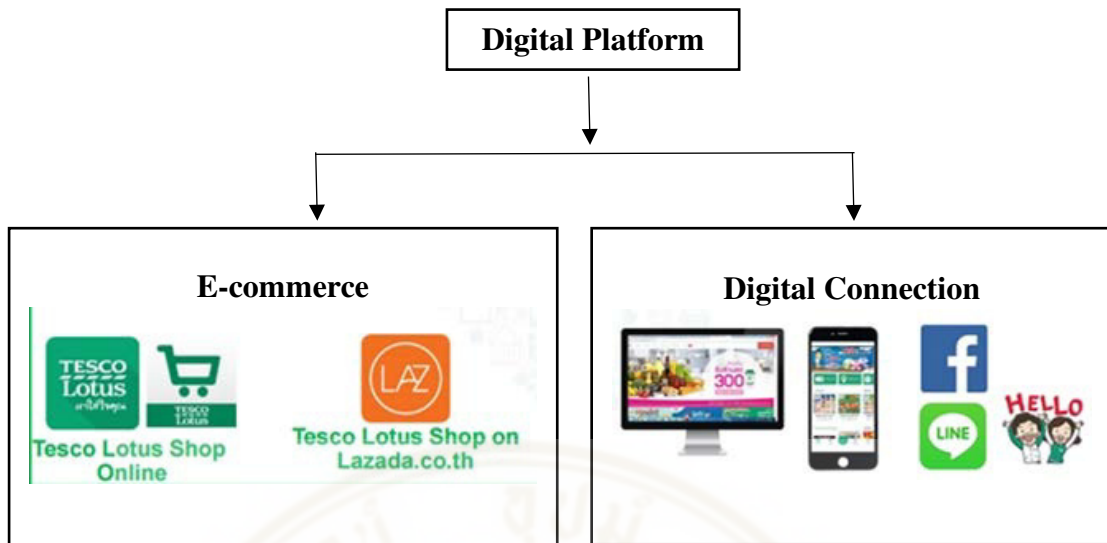 Digital Platform
E-commerce
TESCO
Lotus
TESCO
Lotus
Tesco Lotus Shop
Online
LAZ
Tesco Lotus Shop on
Lazada.co.th
Digital Connection
300
f
LINE
HELLO